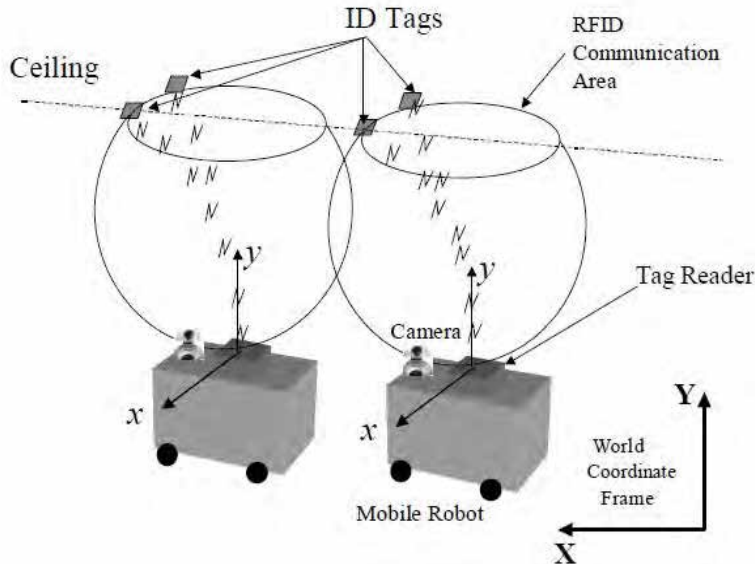 ID Tags
RFID
Communication
Area
Ceiling
y
y
Tag Reader
Camera
x
x
Y
World
Coordinate
Frame
Mobile Robot
X